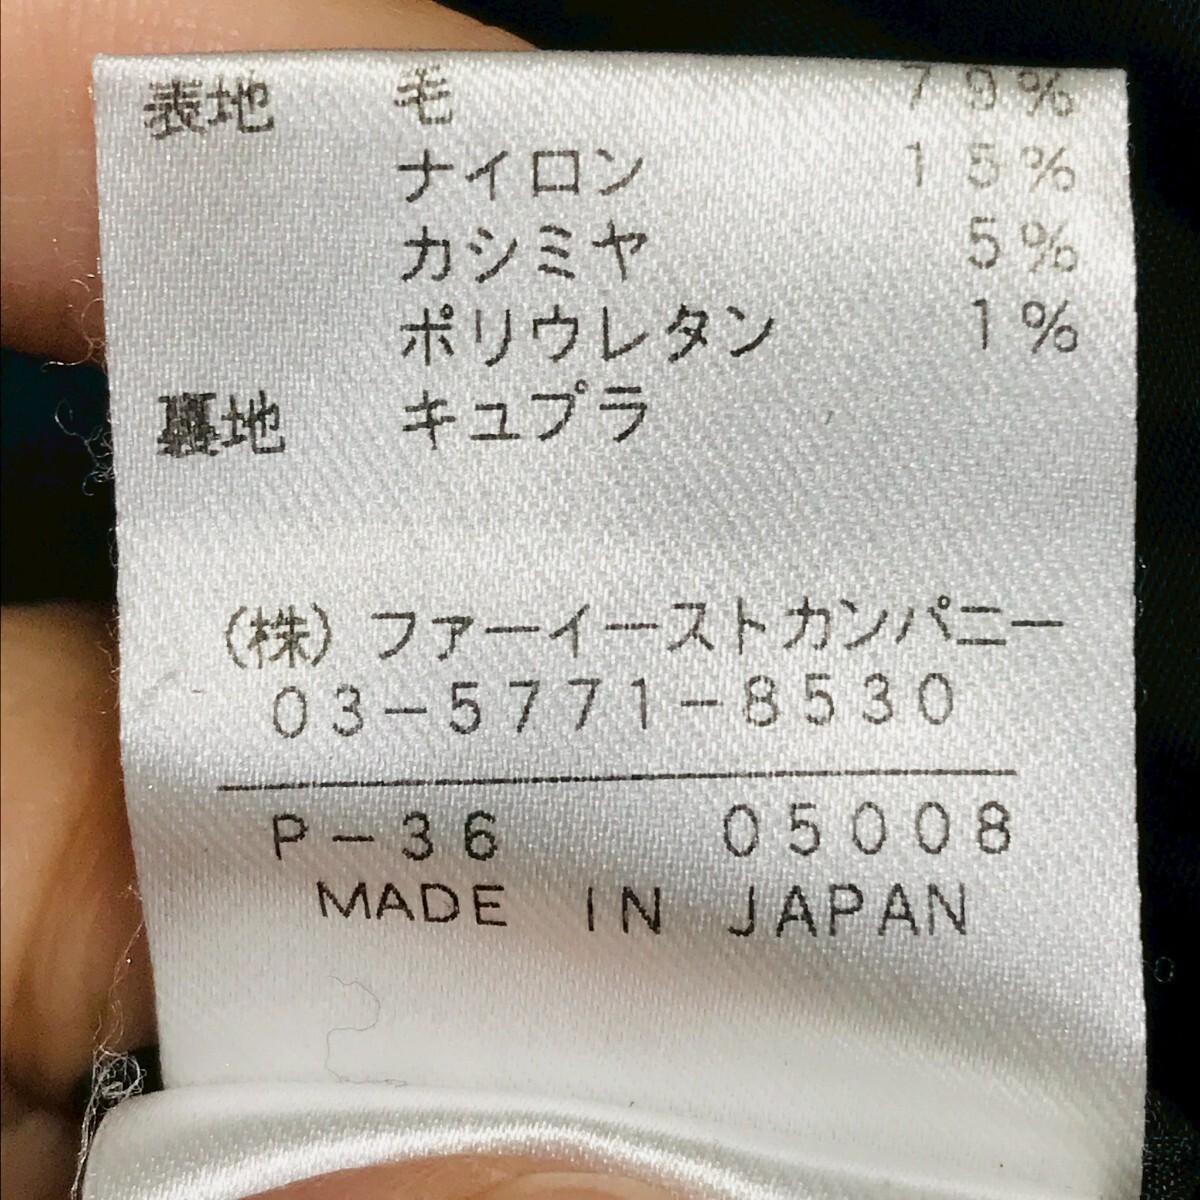 表地 毛 79%
ナイロン 15%
カシミヤ 5%
ポリウレタン 1%
裏地 キュプラ
(株)ファーイーストカンパニー
03-5771-8530
P-36 05008
MADE IN JAPAN